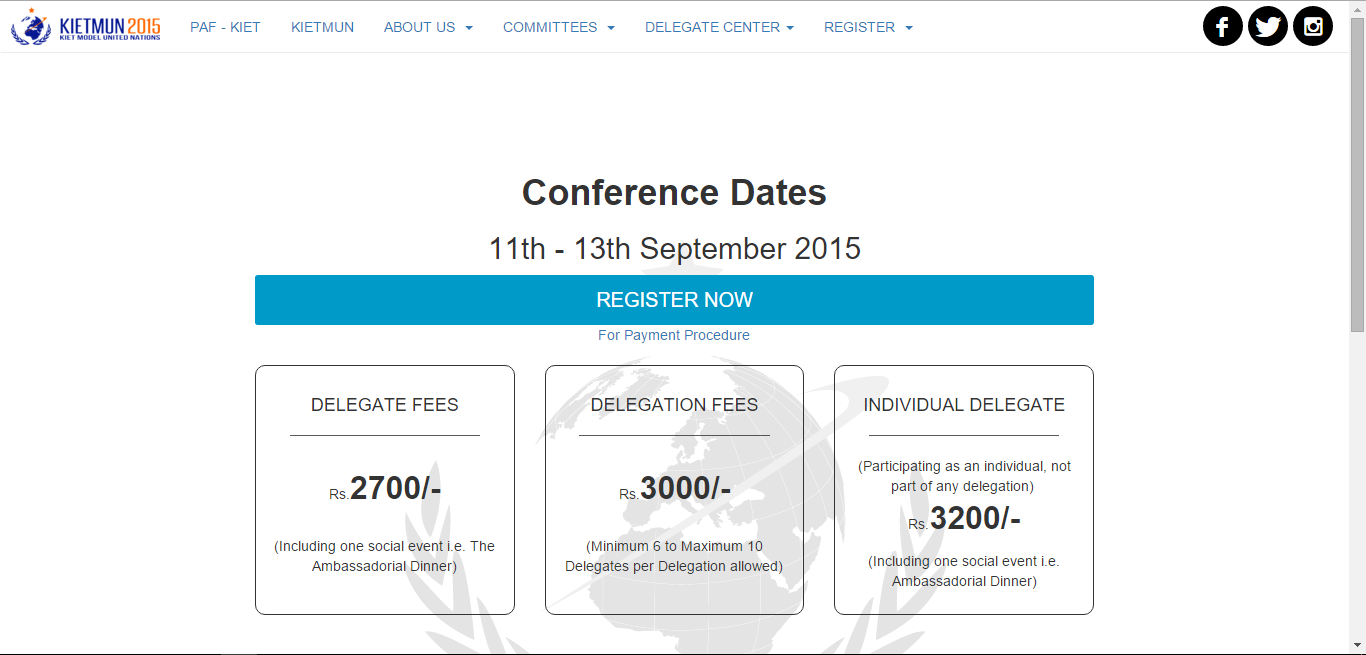 KIETMUN 2015
KIET MODEL UNITED NATIONS
PAF - KIET
KIETMUN
ABOUT US
COMMITTEES
DELEGATE CENTER
REGISTER
Conference Dates
11th - 13th September 2015
REGISTER NOW
For Payment Procedure
DELEGATE FEES
Rs.2700/-
(Including one social event i.e. The
Ambassadorial Dinner)
DELEGATION FEES
Rs.3000/-
(Minimum 6 to Maximum 10
Delegates per Delegation allowed)
INDIVIDUAL DELEGATE
(Participating as an individual, not
part of any delegation)
Rs.3200/-
(Including one social event i.e.
Ambassadorial Dinner)